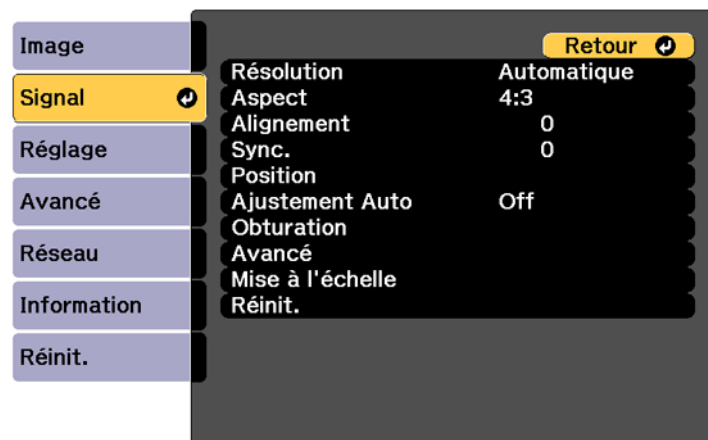 Image
Signal
Réglage
Avancé
Réseau
Information
Réinit.
Retour
Résolution Automatique
Aspect 4:3
Alignement 0
Sync. 0
Position
Ajustement Auto Off
Obturation
Avancé
Mise à l'échelle
Réinit.